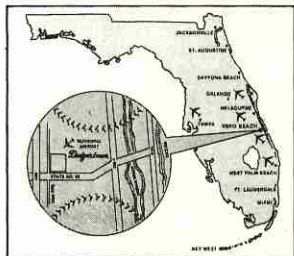 JACKSONVILLE
ST. AUGUSTINE
DAYTONA BEACH
ORLANDO
MELBOURNE
TAMPA
VERO BEACH
MUNICIPAL
AIRPORT
Dodgertown
STATE RD. 60
WEST PALM BEACH
FT. LAUDERDALE
MIAMI
KEY WEST